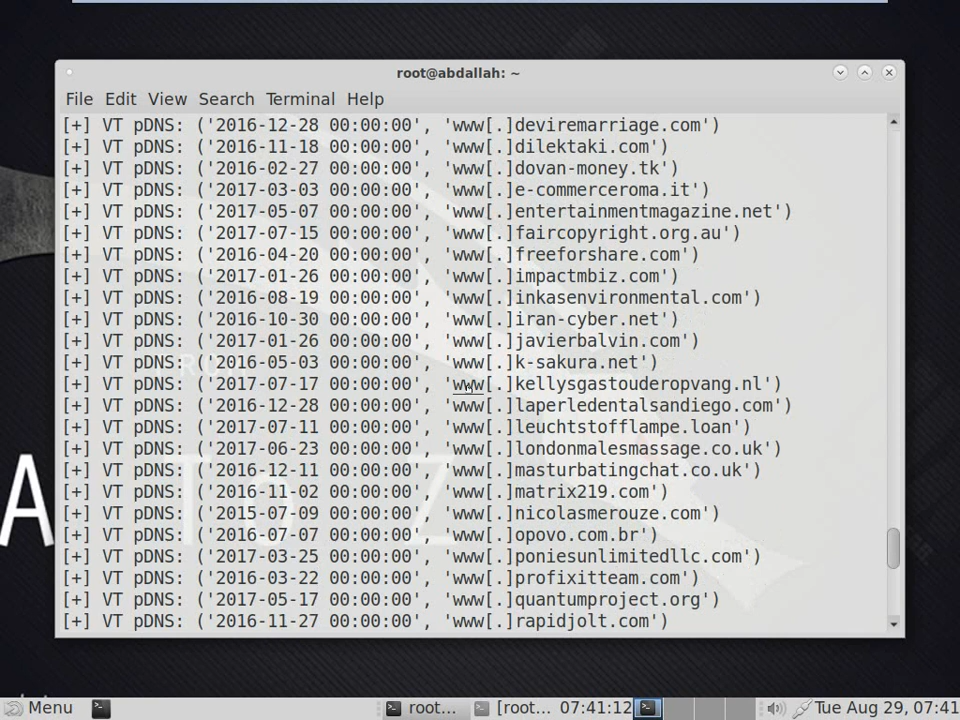 root@abdallah: ~
File Edit View Search Terminal Help
[+] VT pDNS: ('2016-12-28 00:00:00', 'www[.]deviremarriage.com')
[+] VT pDNS: ('2016-11-18 00:00:00', 'www[.]dilektaki.com')
[+] VT pDNS: ('2016-02-27 00:00:00', 'www[.]dovan-money.tk')
[+] VT pDNS: ('2017-03-03 00:00:00', 'www[.]e-commerceroma.it')
[+] VT pDNS: ('2017-05-07 00:00:00', 'www[.]entertainmentmagazine.net')
[+] VT pDNS: ('2017-07-15 00:00:00', 'www[.]faircopyright.org.au')
[+] VT pDNS: ('2016-04-20 00:00:00', 'www[.]freeforshare.com')
[+] VT pDNS: ('2017-01-26 00:00:00', 'www[.]impactmbiz.com')
[+] VT pDNS: ('2016-08-19 00:00:00', 'www[.]inkasenvironmental.com')
[+] VT pDNS: ('2016-10-30 00:00:00', 'www[.]iran-cyber.net')
[+] VT pDNS: ('2017-01-26 00:00:00', 'www[.]javierbalvin.com')
[+] VT pDNS: ('2016-05-03 00:00:00', 'www[.]k-sakura.net')
[+] VT pDNS: ('2017-07-17 00:00:00', 'www[.]kellysgastouderopvang.nl')
[+] VT pDNS: ('2016-12-28 00:00:00', 'www[.]laperledentalsandiego.com')
[+] VT pDNS: ('2017-07-11 00:00:00', 'www[.]leuchtstofflampe.loan')
[+] VT pDNS: ('2017-06-23 00:00:00', 'www[.]londonmalesmassage.co.uk')
[+] VT pDNS: ('2016-12-11 00:00:00', 'www[.]masturbatingchat.co.uk')
[+] VT pDNS: ('2016-11-02 00:00:00', 'www[.]matrix219.com')
[+] VT pDNS: ('2015-07-09 00:00:00', 'www[.]nicolasmerouze.com')
[+] VT pDNS: ('2016-07-07 00:00:00', 'www[.]opovo.com.br')
[+] VT pDNS: ('2017-03-25 00:00:00', 'www[.]poniesunlimitedllc.com')
[+] VT pDNS: ('2016-03-22 00:00:00', 'www[.]profixitteam.com')
[+] VT pDNS: ('2017-05-17 00:00:00', 'www[.]quantumproject.org')
[+] VT pDNS: ('2016-11-27 00:00:00', 'www[.]rapidjolt.com')
FROM
A TO Z
Menu root... [root... 07:41:12 Tue Aug 29, 07:41